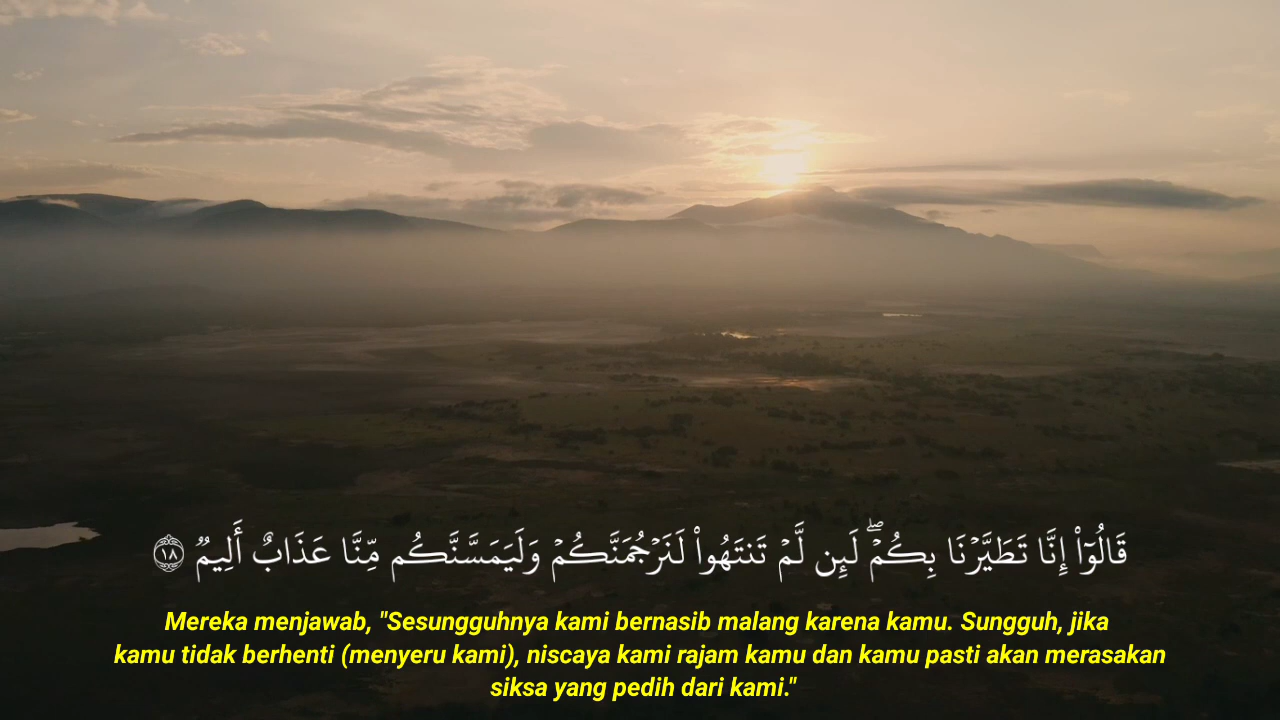 قَالُوٓا۟ إِنَّا تَطَيَّرْنَا بِكُمْ ۖ لَئِن لَّمْ تَنتَهُوا۟ لَنَرْجُمَنَّكُمْ وَلَيَمَسَّنَّكُم مِّنَّا عَذَابٌ أَلِيمٌ ١٨
Mereka menjawab, "Sesungguhnya kami bernasib malang karena kamu. Sungguh, jika
kamu tidak berhenti (menyeru kami), niscaya kami rajam kamu dan kamu pasti akan merasakan
siksa yang pedih dari kami."